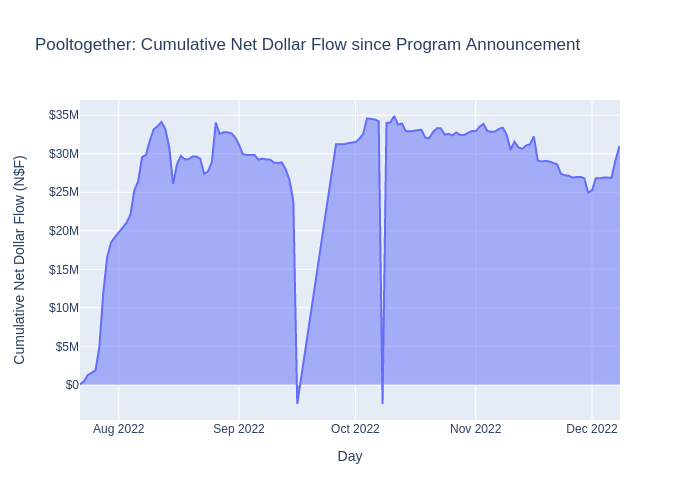 Pooltogether: Cumulative Net Dollar Flow since Program Announcement
Cumulative Net Dollar Flow (N$F)
$35M
$30M
$25M
$20M
$15M
$10M
$5M
$0
Aug 2022
Sep 2022
Oct 2022
Nov 2022
Dec 2022
Day